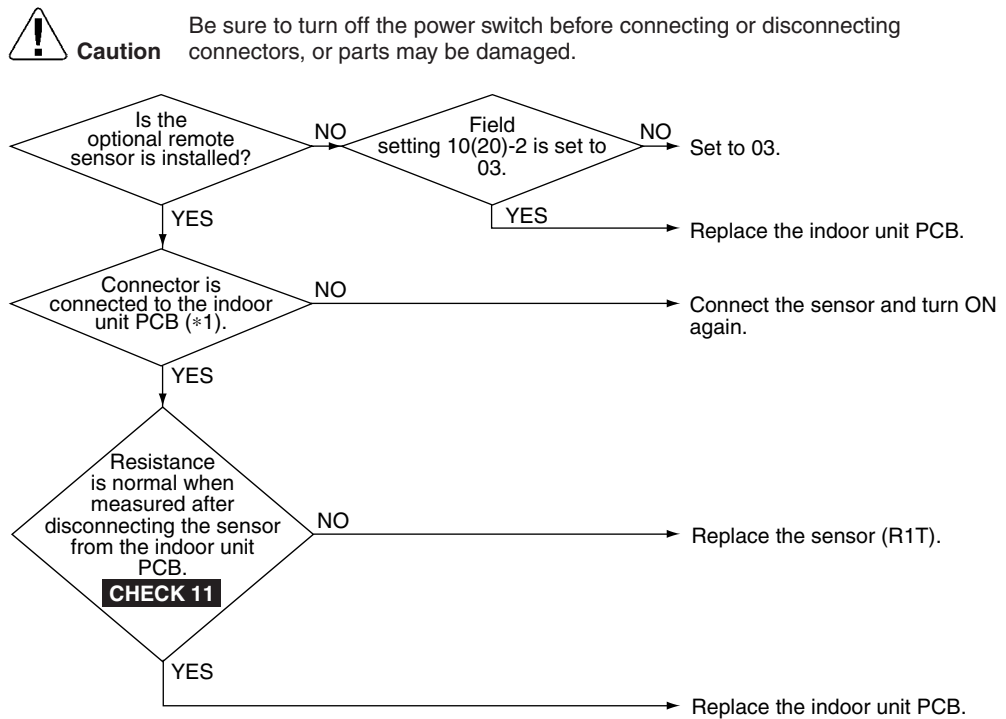 Be sure to turn off the power switch before connecting or disconnecting
Caution connectors, or parts may be damaged.
Is the
optional remote
sensor is installed?
NO
Field
setting 10(20)-2 is set to
03.
NO
Set to 03.
YES
YES
Replace the indoor unit PCB.
Connector is
connected to the indoor
unit PCB (*1).
NO
Connect the sensor and turn ON
again.
YES
Resistance
is normal when
measured after
disconnecting the sensor
from the indoor unit
PCB.
CHECK 11
NO
Replace the sensor (R1T).
YES
Replace the indoor unit PCB.